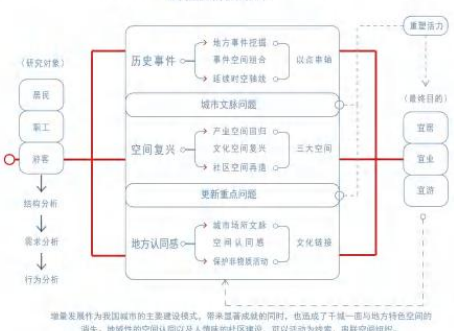 重塑活力
(研究对象)
居民
职工
游客
结构分析
需求分析
行为分析
历史事件
地方事件挖掘
事件空间组合
延续时空轴线
以点串轴
城市文脉问题
空间复兴
产业空间回归
文化空间复兴
社区空间再造
三大空间
更新重点问题
地方认同感
城市场所文脉
空间认同感
保护非物质活动
文化链接
(最终目的)
宜居
宜业
宜游
增量发展作为我国城市的主要建设模式，带来显著成就的同时，也造成了千城一面与地方特色空间的